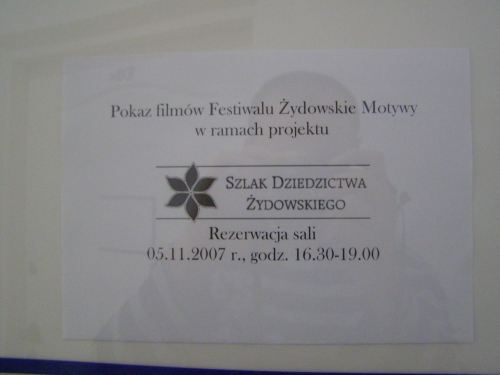 Pokaz filmów Festiwalu Żydowskie Motywy
w ramach projektu
SZLAK DZIEDZICTWA
ŻYDOWSKIEGO
Rezerwacja sali
05.11.2007 r., godz. 16.30-19.00